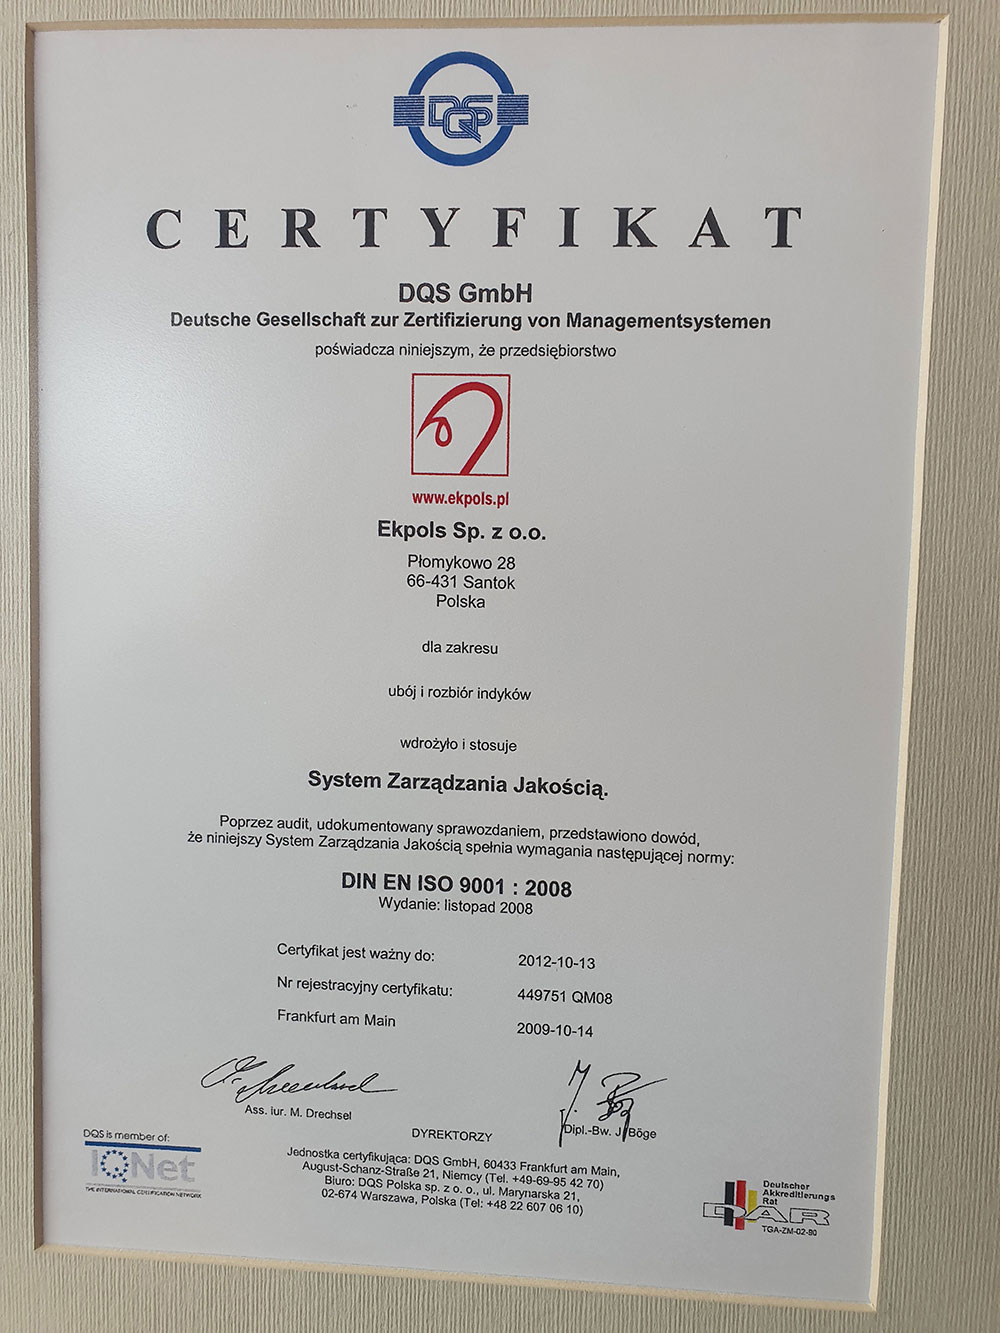 DQS
C E R T Y F I K A T
DQS GmbH
Deutsche Gesellschaft zur Zertifizierung von Managementsystemen
poświadcza niniejszym, że przedsiębiorstwo
www.ekpols.pl
Ekpols Sp. z o.o.
Płomykowo 28
66-431 Santok
Polska
dla zakresu
ubój i rozbiór indyków
wdrożyło i stosuje
System Zarządzania Jakością.
Poprzez audit, udokumentowany sprawozdaniem, przedstawiono dowód,
że niniejszy System Zarządzania Jakością spełnia wymagania następującej normy:
DIN EN ISO 9001 : 2008
Wydanie: listopad 2008
Certyfikat jest ważny do: 2012-10-13
Nr rejestracyjny certyfikatu: 449751 QM08
Frankfurt am Main 2009-10-14
Ass. iur. M. Drechsel
Dipl.-Bw. J. Böge
DYREKTORZY
DQS is member of:
IQNet
THE INTERNATIONAL CERTIFICATION NETWORK
Jednostka certyfikująca: DQS GmbH, 60433 Frankfurt am Main,
August-Schanz-Straße 21, Niemcy (Tel. +49-69-95 42 70)
Biuro: DQS Polska sp. z o. o., ul. Marynarska 21,
02-674 Warszawa, Polska (Tel: +48 22 607 06 10)
Deutscher
Akkreditierungs
Rat
DAR
TGA-ZM-02-90